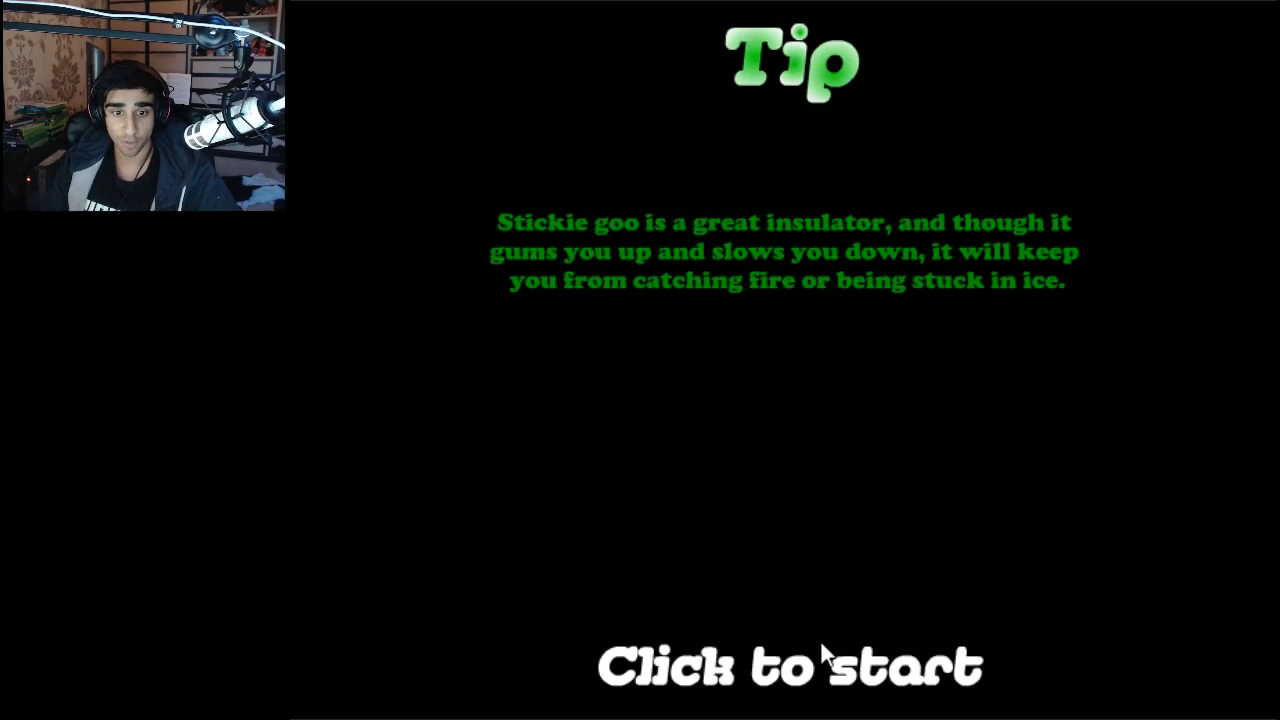 Tip
Stickie goo is a great insulator, and though it
gums you up and slows you down, it will keep
you from catching fire or being stuck in ice.
Click to start